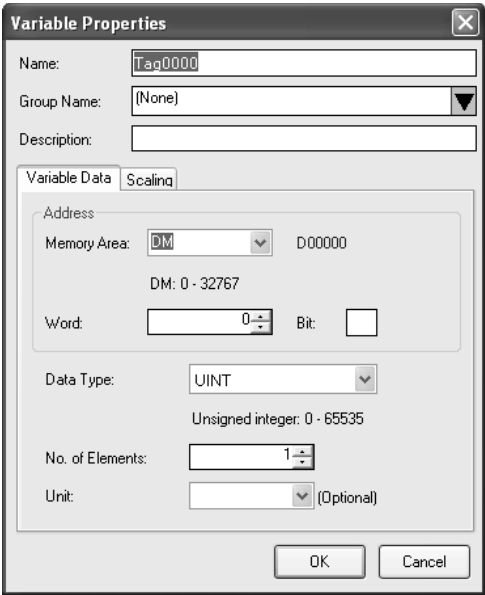 Variable Properties
Name: Tag0000
Group Name: (None)
Description:
Variable Data Scaling
Address
Memory Area: DM D00000
DM: 0 - 32767
Word: 0 Bit:
Data Type: UINT
Unsigned integer: 0 - 65535
No. of Elements: 1
Unit: (Optional)
OK Cancel